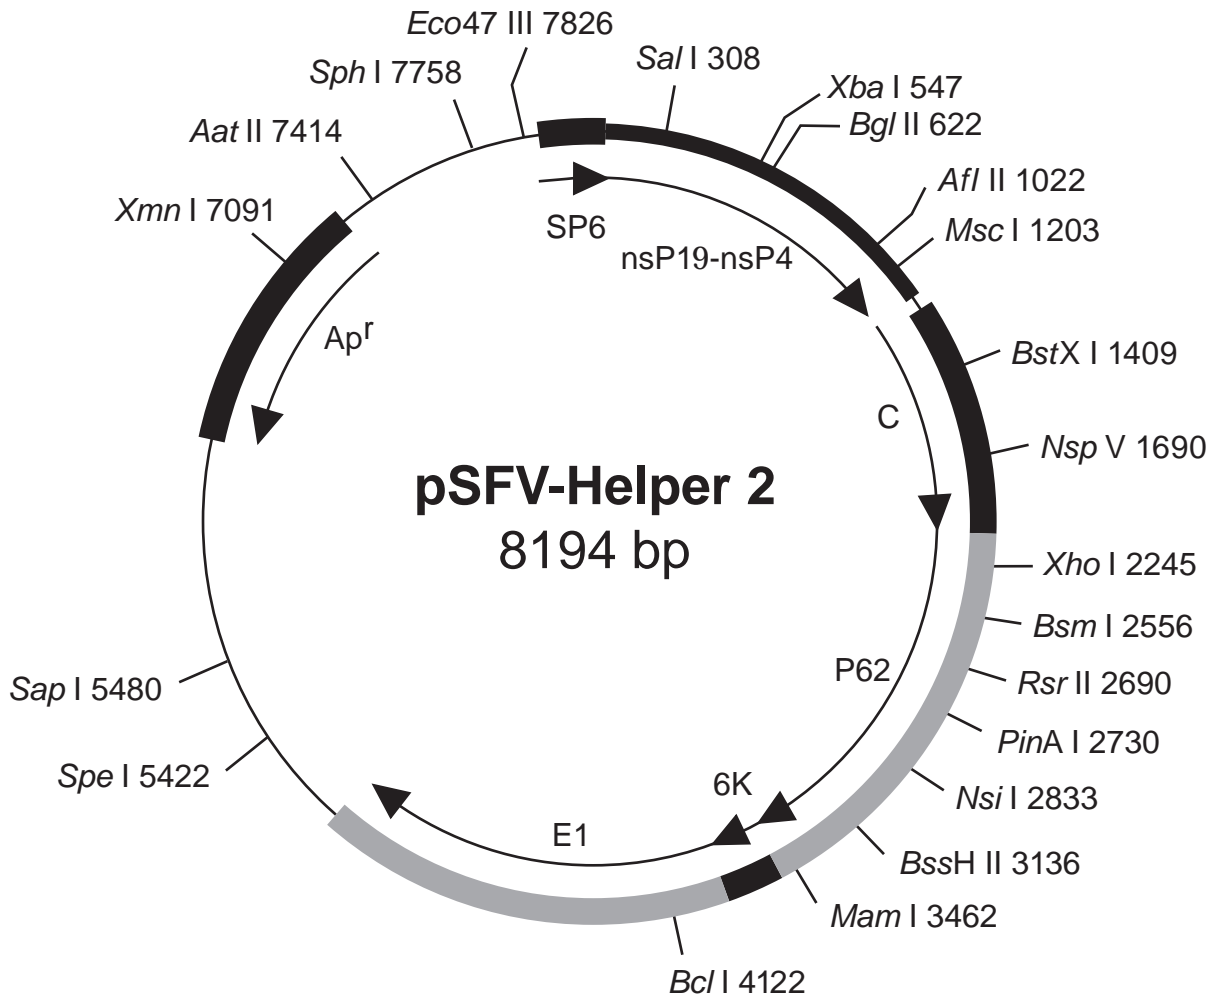 Eco47 III 7826
Sal I 308
Sph I 7758
Xba I 547
Bgl II 622
Aat II 7414
Afl II 1022
Xmn I 7091
Msc I 1203
SP6
nsP19-nsP4
Apr
BstX I 1409
C
Nsp V 1690
pSFV-Helper 2
8194 bp
Xho I 2245
Bsm I 2556
P62
Rsr II 2690
Sap I 5480
PinA I 2730
Spe I 5422
6K
Nsi I 2833
E1
BssH II 3136
Mam I 3462
Bcl I 4122